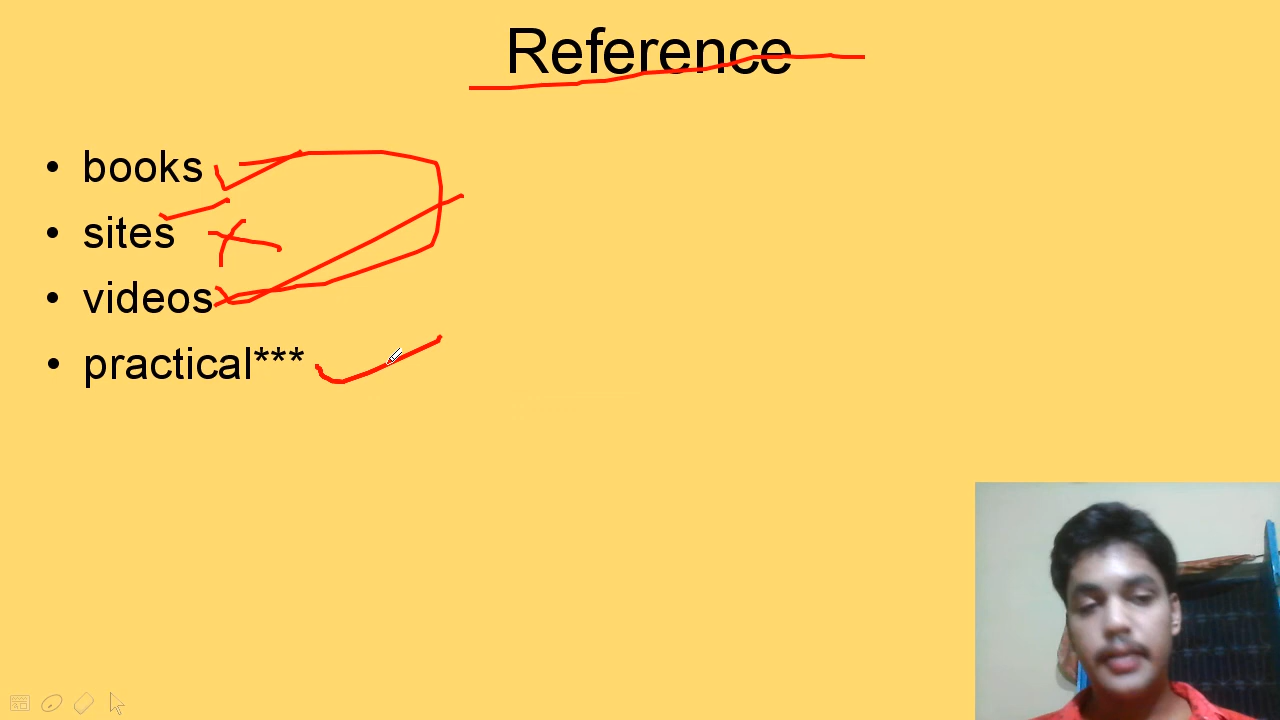 Reference
• books
• sites
• videos
• practical***